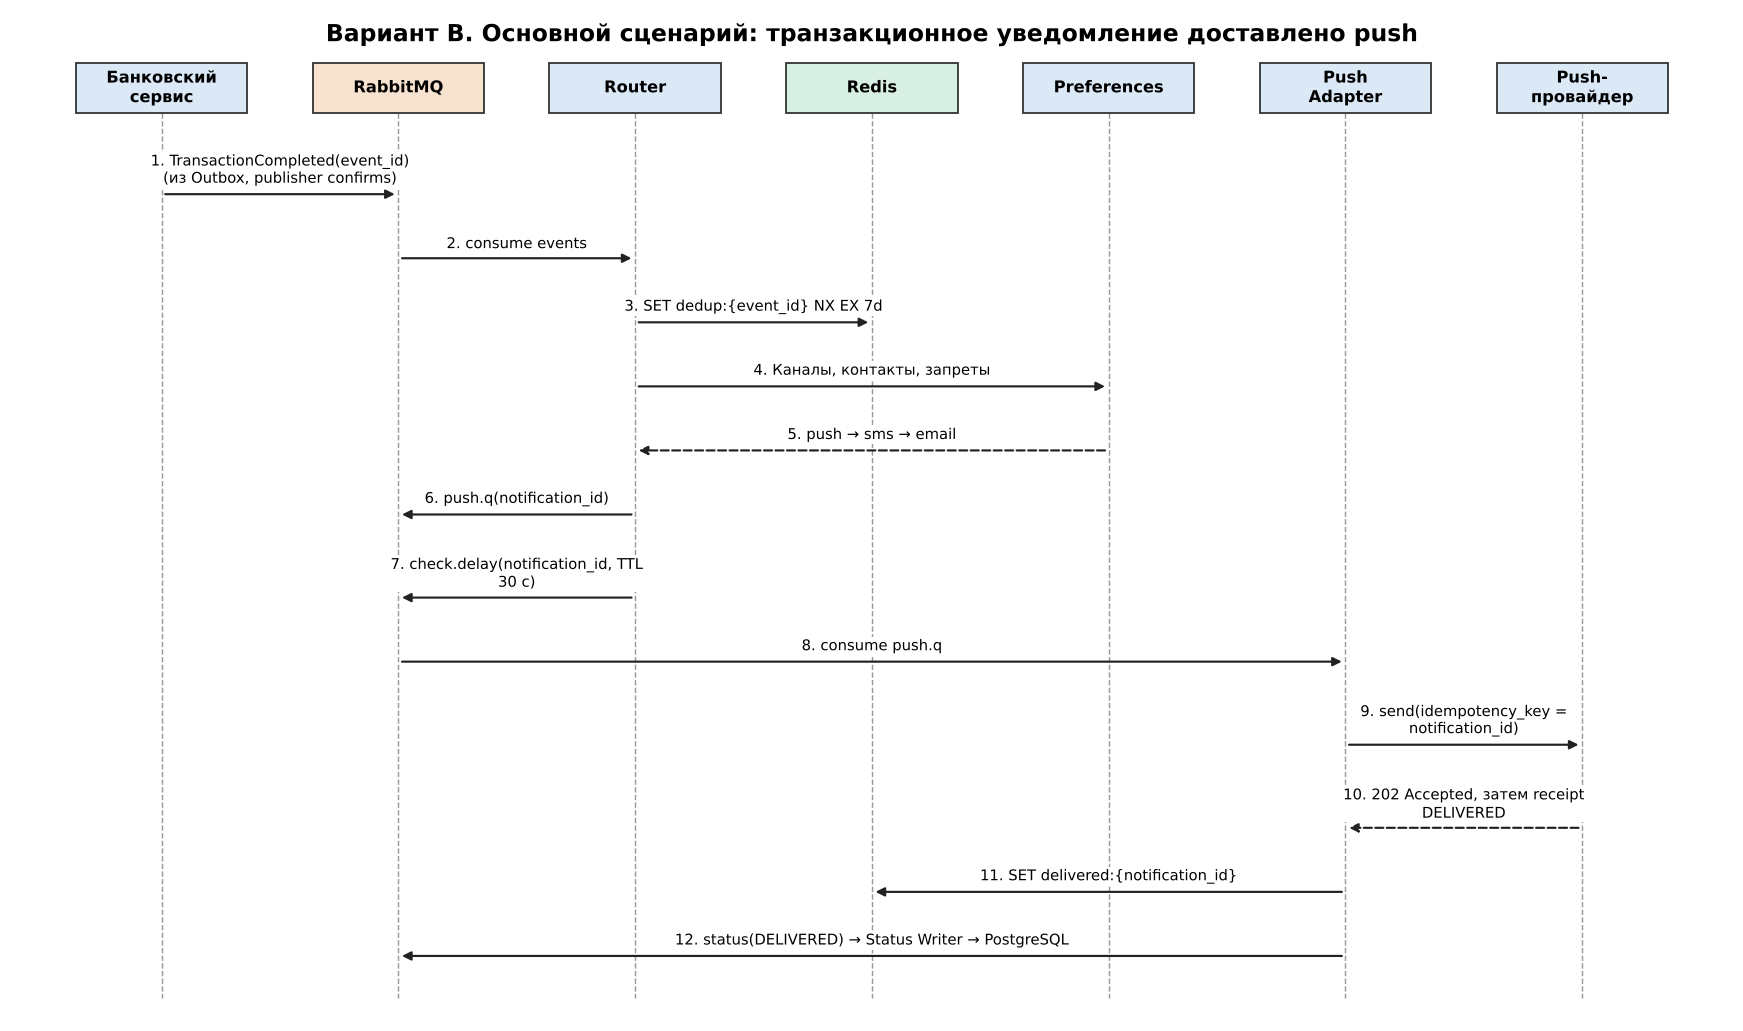 Вариант B. Основной сценарий: транзакционное уведомление доставлено push
Банковский
сервис
RabbitMQ
Router
Redis
Preferences
Push
Adapter
Push-
провайдер
1. TransactionCompleted(event_id)
(из Outbox, publisher confirms)
2. consume events
3. SET dedup:{event_id} NX EX 7d
4. Каналы, контакты, запреты
5. push → sms → email
6. push.q(notification_id)
7. check.delay(notification_id, TTL
30 с)
8. consume push.q
9. send(idempotency_key =
notification_id)
10. 202 Accepted, затем receipt
DELIVERED
11. SET delivered:{notification_id}
12. status(DELIVERED) → Status Writer → PostgreSQL